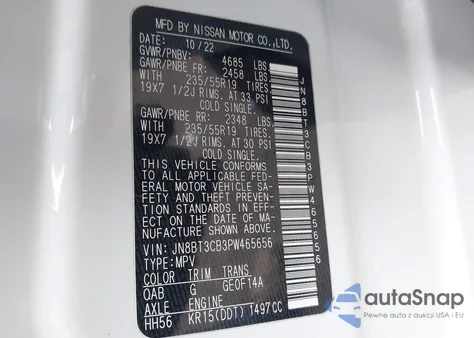 MFD BY NISSAN MOTOR CO., LTD.
DATE: 10/22
GVWR/PNBV: 4685 LBS
GAWR/PNBE FR: 2458 LBS
WITH 235/55R19 TIRES.
19X7 1/2J RIMS. AT 33 PSI
COLD SINGLE.
GAWR/PNBE RR: 2348 LBS
WITH 235/55R19 TIRES.
19X7 1/2J RIMS. AT 30 PSI
COLD SINGLE.
THIS VEHICLE CONFORMS
TO ALL APPLICABLE FED-
ERAL MOTOR VEHICLE SA-
FETY AND THEFT PREVEN-
TION STANDARDS IN EFF-
ECT ON THE DATE OF MA-
NUFACTURE SHOWN ABOVE.
VIN: JN8BT3CB3PW465656
TYPE:MPV
COLOR TRIM TRANS
QAB G GE0F14A
AXLE ENGINE
HH56 KR15(DDT) 1497CC
JN8BT3CB3PW465656
autoSnap
Pewny zakup aut z aukcji USA i EU